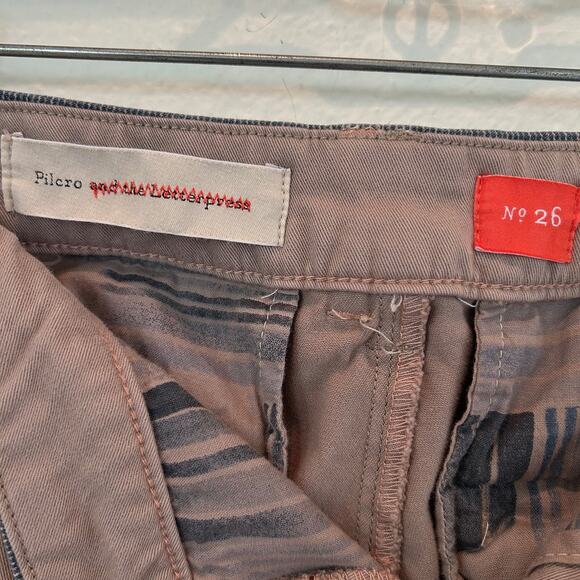 Pilcro and the Letterpress
Nº 26